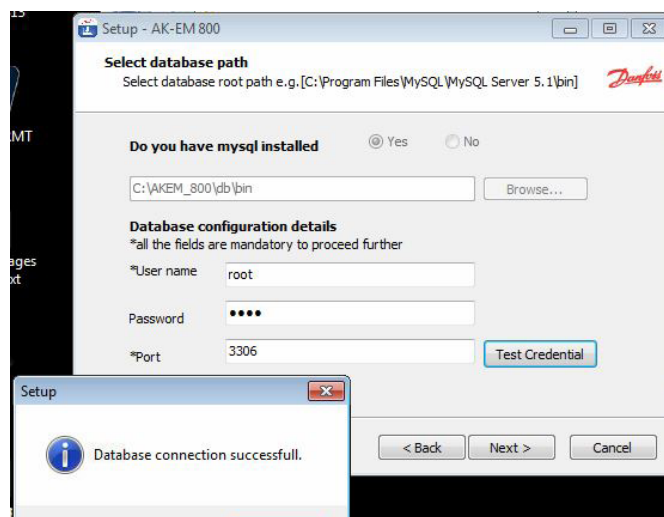 Setup - AK-EM 800
Select database path
Select database root path e.g.[C:\Program Files\MySQL\MySQL Server 5.1\bin]
Danfoss
MT
Do you have mysql installed
Yes
No
C:\AKEM_800\db\bin
Browse...
Database configuration details
*all the fields are mandatory to proceed further
ages
xt
*User name
root
Password
••••
*Port
3306
Test Credential
Setup
Database connection successfull.
< Back
Next >
Cancel